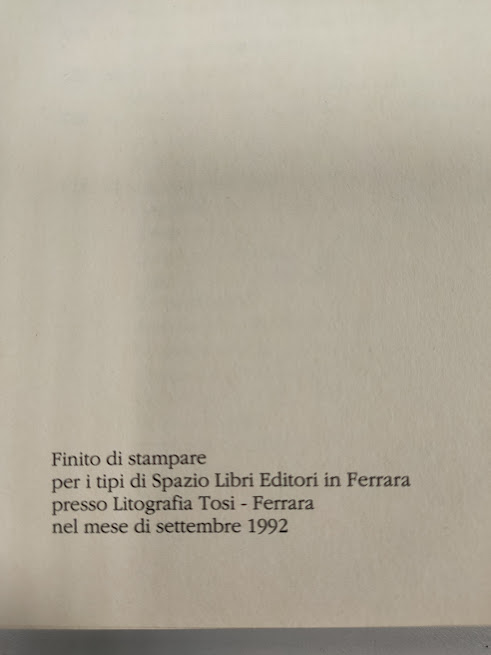 Finito di stampare
per i tipi di Spazio Libri Editori in Ferrara
presso Litografia Tosi - Ferrara
nel mese di settembre 1992